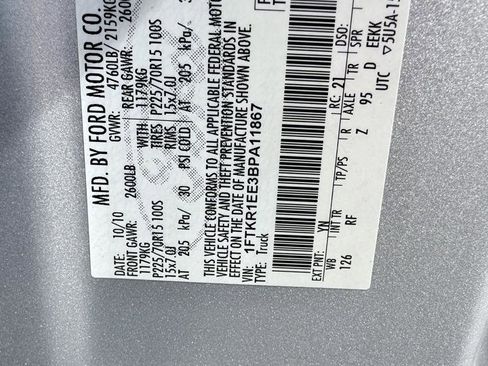 MFD. BY FORD MOTOR CO.
GVWR: 4760LB/ 2159KG
DATE: 10/10
FRONT GAWR: 2600LB
REAR GAWR: 2600
1179KG WITH 1179KG WITH
P225/70R15 100S TIRES P225/70R15 100S
15x7.0J RIMS 15x7.0J
AT 205 kPa/ 30 PSI COLD AT 205 kPa/
THIS VEHICLE CONFORMS TO ALL APPLICABLE FEDERAL MOTOR
VEHICLE SAFETY AND THEFT PREVENTION STANDARDS IN
EFFECT ON THE DATE OF MANUFACTURE SHOWN ABOVE.
VIN: 1FTKR1EE3BPA11867
TYPE: Truck
EXT PNT: YN RC: 21 DSO:
WB INT TR TP/PS R AXLE TR SPR
126 RF Z 95 D EEKK
UTC 5U5A-15